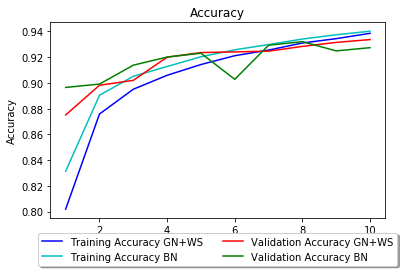 Accuracy
0.94
0.92
0.90
0.88
0.86
0.84
0.82
0.80
Accuracy
2 4 6 8 10
Training Accuracy GN+WS Validation Accuracy GN+WS
Training Accuracy BN Validation Accuracy BN